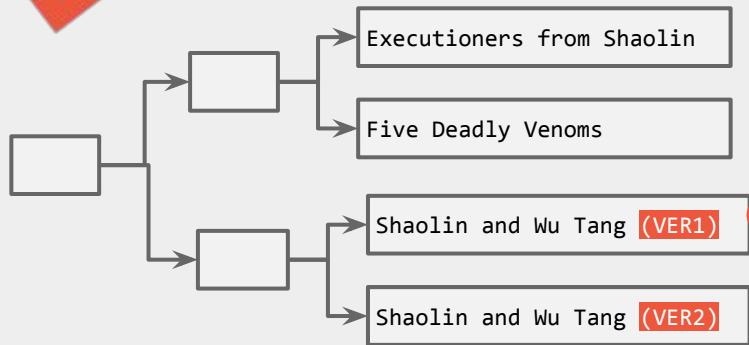 Executioners from Shaolin
Five Deadly Venoms
Shaolin and Wu Tang (VER1)
Shaolin and Wu Tang (VER2)